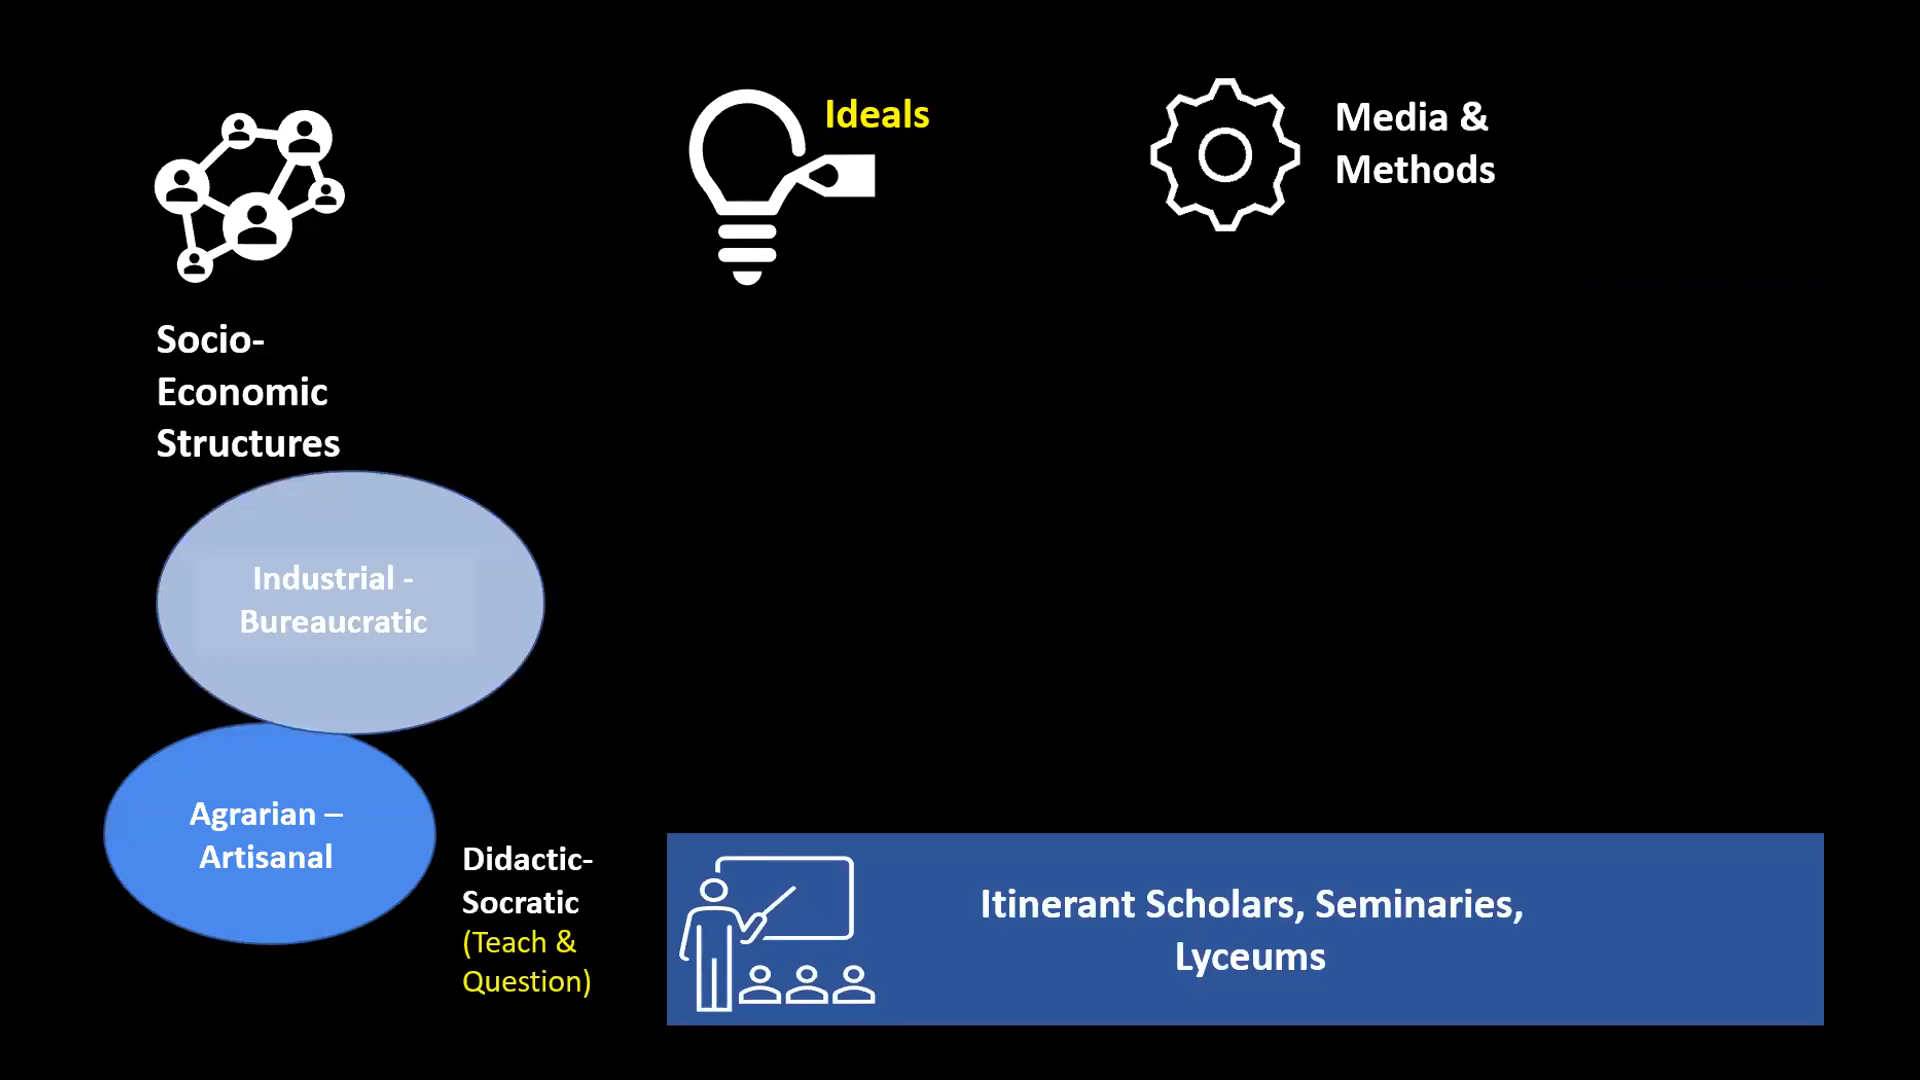 Ideals
Media &
Methods
Socio-
Economic
Structures
Industrial -
Bureaucratic
Agrarian –
Artisanal
Didactic-
Socratic
(Teach &
Question)
Itinerant Scholars, Seminaries,
Lyceums